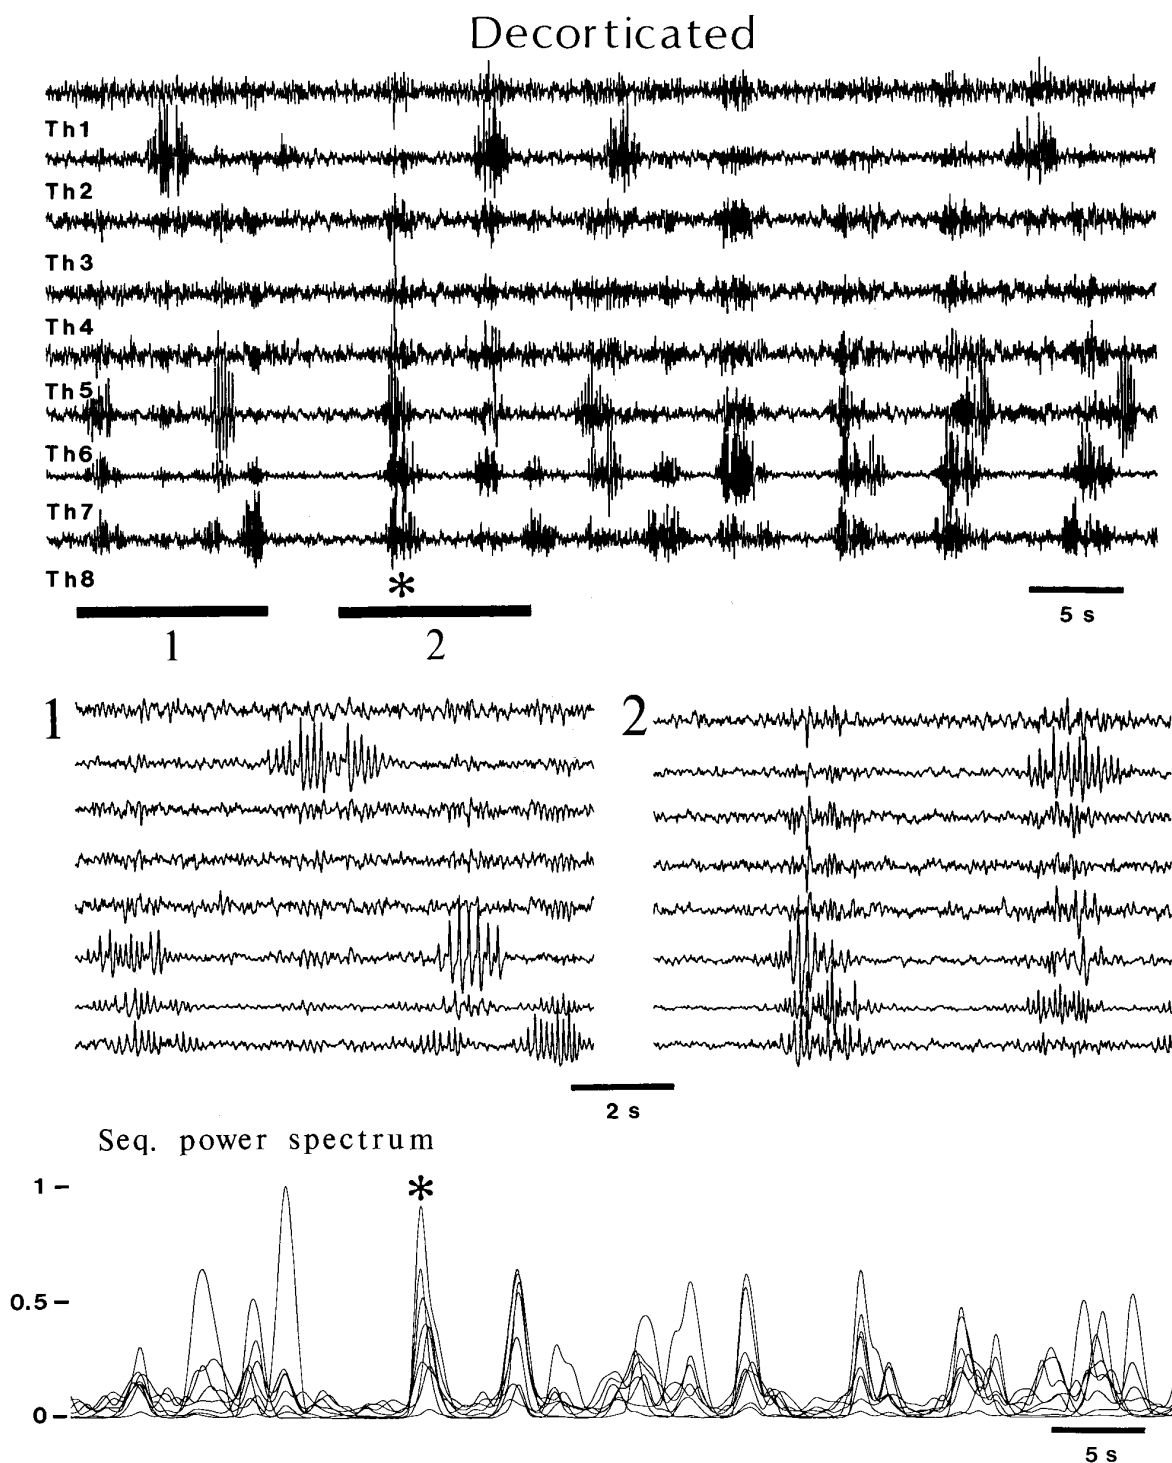 Decorticated
Th1
Th2
Th3
Th4
Th5
Th6
Th7
Th8
*
5 s
1
2
1
2
2 s
Seq. power spectrum
*
1
0.5
0
5 s